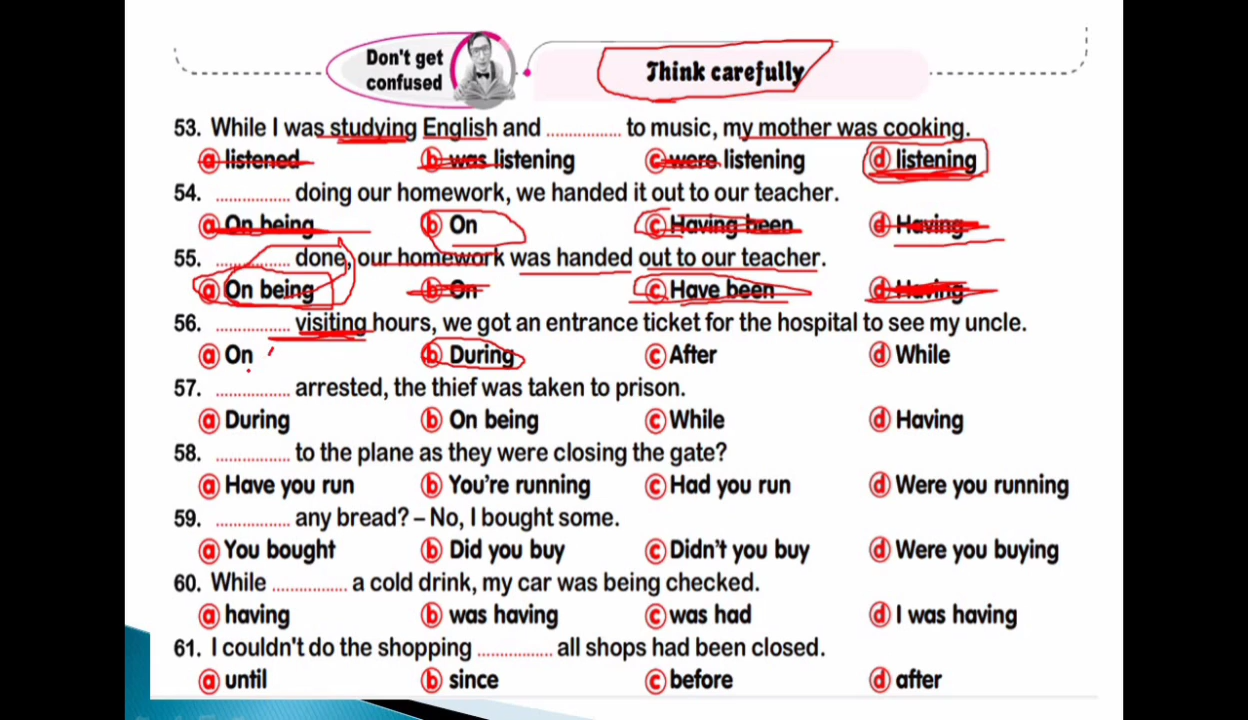 Don't get
confused
Think carefully
53. While I was studying English and ............... to music, my mother was cooking.
a listened b was listening c were listening d listening
54. ............... doing our homework, we handed it out to our teacher.
a On being b On c Having been d Having
55. ............... done, our homework was handed out to our teacher.
a On being b On c Have been d Having
56. ............... visiting hours, we got an entrance ticket for the hospital to see my uncle.
a On b During c After d While
57. ............... arrested, the thief was taken to prison.
a During b On being c While d Having
58. ............... to the plane as they were closing the gate?
a Have you run b You're running c Had you run d Were you running
59. ............... any bread? – No, I bought some.
a You bought b Did you buy c Didn't you buy d Were you buying
60. While ............... a cold drink, my car was being checked.
a having b was having c was had d I was having
61. I couldn't do the shopping ............... all shops had been closed.
a until b since c before d after